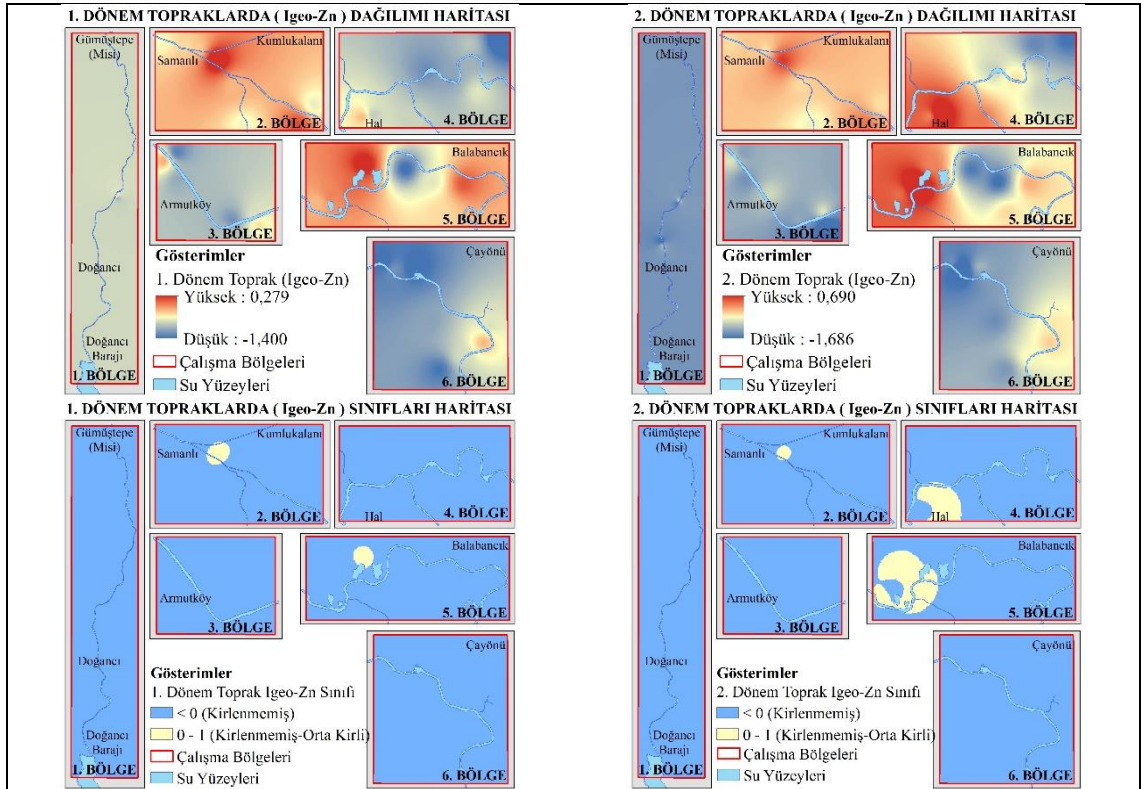 1. DÖNEM TOPRAKLARDA ( Igeo-Zn ) DAĞILIMI HARİTASI
Gümüştepe
(Misi)
Kumlukalanı
Samanlı
2. BÖLGE
Hal
4. BÖLGE
Armutköy
3. BÖLGE
Balabancık
5. BÖLGE
Çayönü
Doğancı
Doğancı
Barajı
1. BÖLGE
6. BÖLGE
Gösterimler
1. Dönem Toprak (Igeo-Zn)
Yüksek : 0,279
Düşük : -1,400
Çalışma Bölgeleri
Su Yüzeyleri
2. DÖNEM TOPRAKLARDA ( Igeo-Zn ) DAĞILIMI HARİTASI
Gümüştepe
(Misi)
Kumlukalanı
Samanlı
2. BÖLGE
Hal
4. BÖLGE
Armutköy
3. BÖLGE
Balabancık
5. BÖLGE
Çayönü
Doğancı
Doğancı
Barajı
1. BÖLGE
6. BÖLGE
Gösterimler
2. Dönem Toprak (Igeo-Zn)
Yüksek : 0,690
Düşük : -1,686
Çalışma Bölgeleri
Su Yüzeyleri
1. DÖNEM TOPRAKLARDA ( Igeo-Zn ) SINIFLARI HARİTASI
Gümüştepe
(Misi)
Kumlukalanı
Samanlı
2. BÖLGE
Hal
4. BÖLGE
Armutköy
3. BÖLGE
Balabancık
5. BÖLGE
Çayönü
Doğancı
Doğancı
Barajı
1. BÖLGE
6. BÖLGE
Gösterimler
1. Dönem Toprak Igeo-Zn Sınıfı
< 0 (Kirlenmemiş)
0 - 1 (Kirlenmemiş-Orta Kirli)
Çalışma Bölgeleri
Su Yüzeyleri
2. DÖNEM TOPRAKLARDA ( Igeo-Zn ) SINIFLARI HARİTASI
Gümüştepe
(Misi)
Kumlukalanı
Samanlı
2. BÖLGE
Hal
4. BÖLGE
Armutköy
3. BÖLGE
Balabancık
5. BÖLGE
Çayönü
Doğancı
Doğancı
Barajı
1. BÖLGE
6. BÖLGE
Gösterimler
2. Dönem Toprak Igeo-Zn Sınıfı
< 0 (Kirlenmemiş)
0 - 1 (Kirlenmemiş-Orta Kirli)
Çalışma Bölgeleri
Su Yüzeyleri